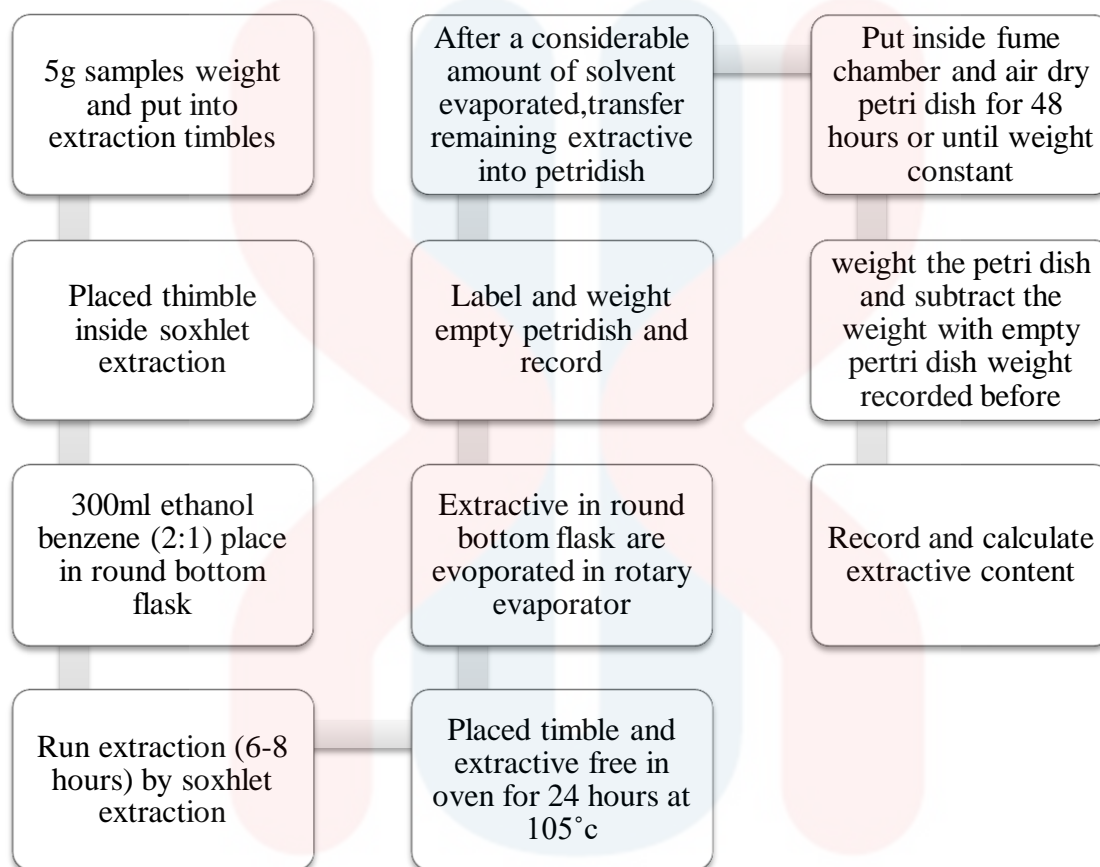 5g samples weight
and put into
extraction timbles
Placed thimble
inside soxhlet
extraction
300ml ethanol
benzene (2:1) place
in round bottom
flask
Run extraction (6-8
hours) by soxhlet
extraction
Placed timble and
extractive free in
oven for 24 hours at
105˚c
Extractive in round
bottom flask are
evoporated in rotary
evaporator
Label and weight
empty petridish and
record
After a considerable
amount of solvent
evaporated,transfer
remaining extractive
into petridish
Put inside fume
chamber and air dry
petri dish for 48
hours or until weight
constant
weight the petri dish
and subtract the
weight with empty
pertri dish weight
recorded before
Record and calculate
extractive content